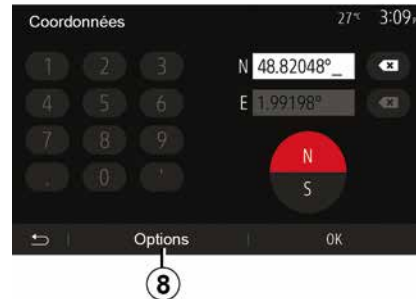 Coordonnées 27°c 3:09
1 2 3 N 48.82048°_
4 5 6 E 1.99198°
7 8 9
. 0 '
N
S
Options OK
8